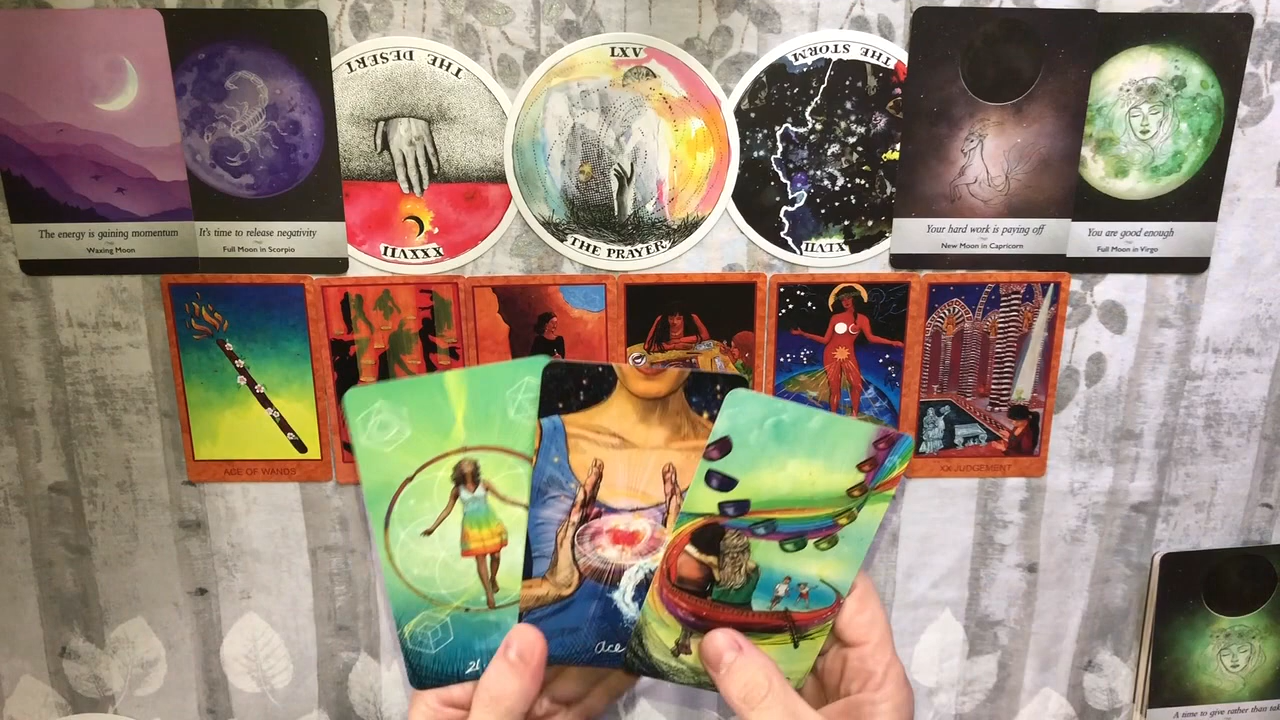 The energy is gaining momentum
Waxing Moon
It's time to release negativity
Full Moon in Scorpio
THE DESERT
XXXVII
LXV
THE PRAYER
THE STORM
XLVII
Your hard work is paying off
New Moon in Capricorn
You are good enough
Full Moon in Virgo
ACE OF WANDS
XX JUDGEMENT
21
Ace
A time to give rather than